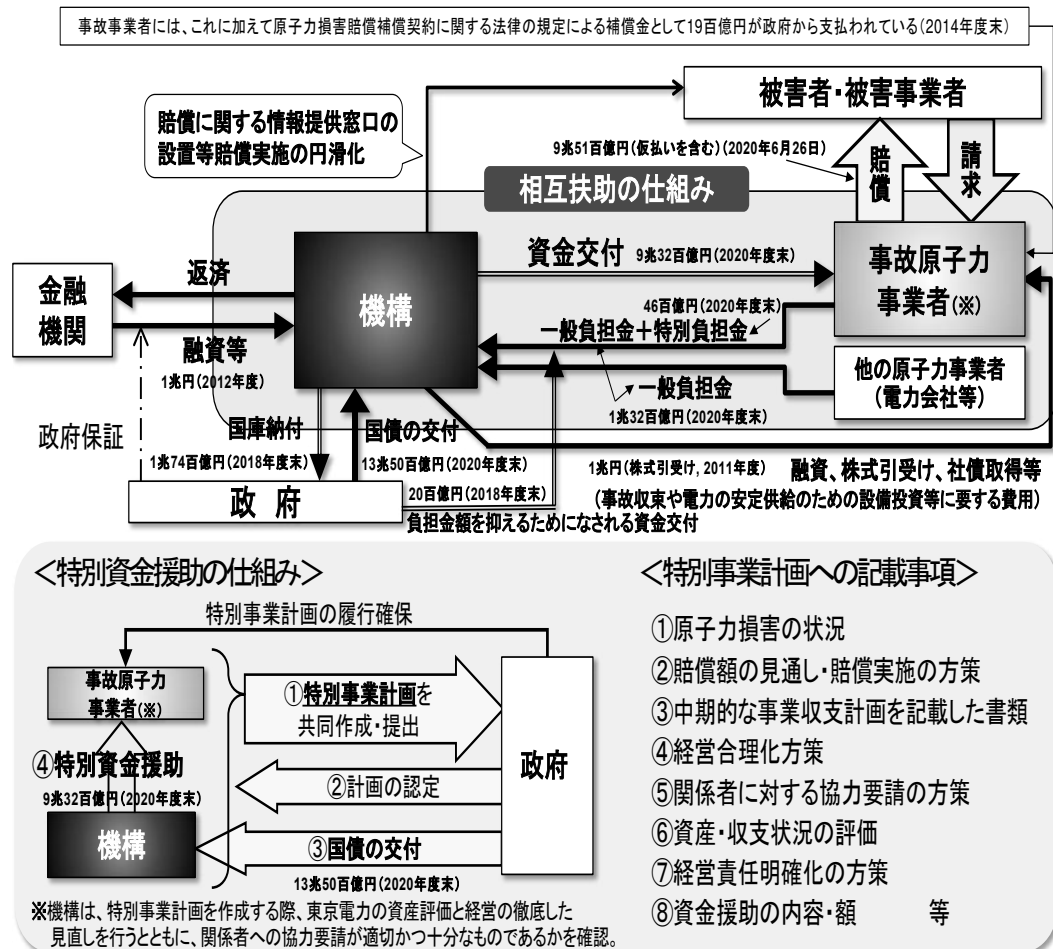 事故事業者には、これに加えて原子力損害賠償補償契約に関する法律の規定による補償金として19百億円が政府から支払われている(2014年度末)
被害者・被害事業者
賠償に関する情報提供窓口の
設置等賠償実施の円滑化
9兆51百億円(仮払いを含む)(2020年6月26日)
賠償
請求
相互扶助の仕組み
金融
機関
返済
融資等
1兆円(2012年度)
機構
資金交付 9兆32百億円(2020年度末)
事故原子力
事業者(※)
46百億円(2020年度末)
一般負担金+特別負担金
一般負担金
1兆32百億円(2020年度末)
他の原子力事業者
(電力会社等)
政府保証
国庫納付
1兆74百億円(2018年度末)
国債の交付
13兆50百億円(2020年度末)
1兆円(株式引受け, 2011年度) 融資、株式引受け、社債取得等
(事故収束や電力の安定供給のための設備投資等に要する費用)
政 府
20百億円(2018年度末)
負担金額を抑えるためになされる資金交付
<特別資金援助の仕組み>
特別事業計画の履行確保
事故原子力
事業者(※)
①特別事業計画を
共同作成・提出
政府
④特別資金援助
9兆32百億円(2020年度末)
②計画の認定
機構
③国債の交付
13兆50百億円(2020年度末)
※機構は、特別事業計画を作成する際、東京電力の資産評価と経営の徹底した
見直しを行うとともに、関係者への協力要請が適切かつ十分なものであるかを確認。
<特別事業計画への記載事項>
①原子力損害の状況
②賠償額の見通し・賠償実施の方策
③中期的な事業収支計画を記載した書類
④経営合理化方策
⑤関係者に対する協力要請の方策
⑥資産・収支状況の評価
⑦経営責任明確化の方策
⑧資金援助の内容・額 等